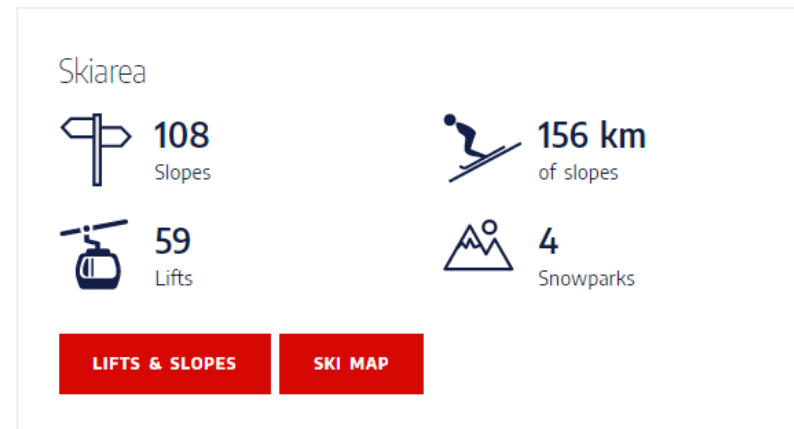 Skiarea
108
Slopes
156 km
of slopes
59
Lifts
4
Snowparks
LIFTS & SLOPES
SKI MAP